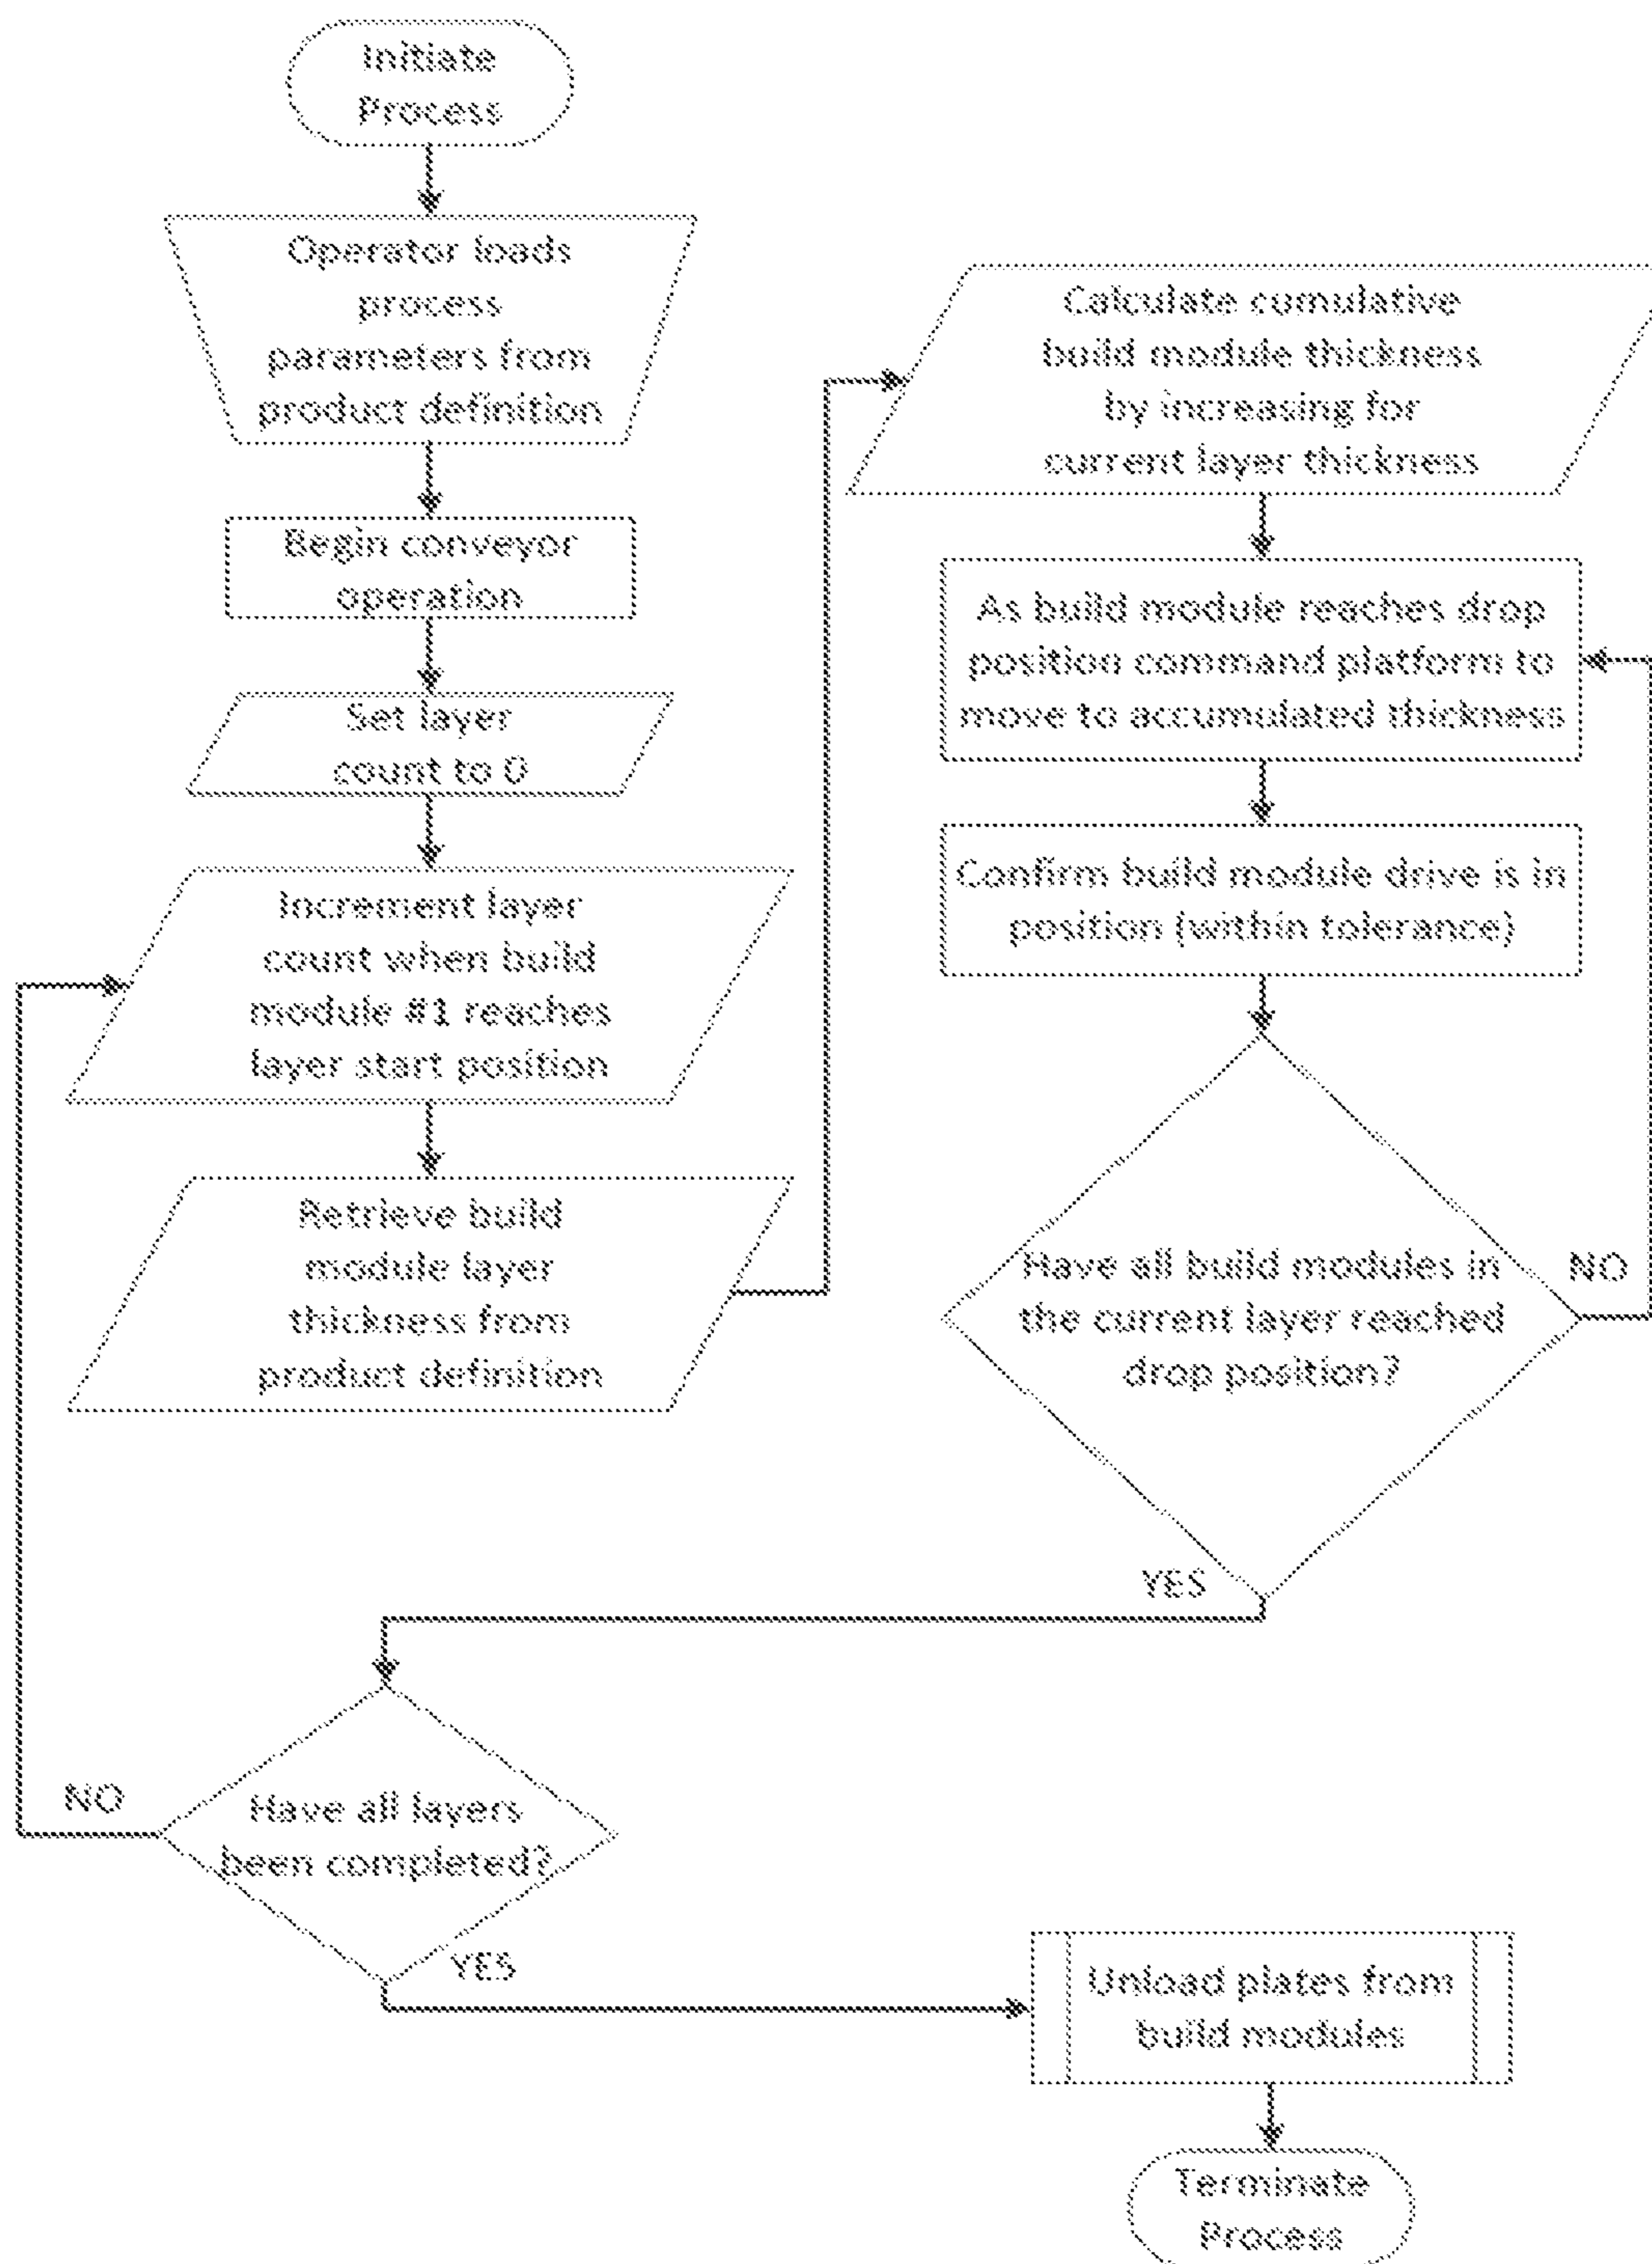 Initiate
Process
Operator loads
process
parameters from
product definition
Begin conveyor
operation
Set layer
count to 0
Increment layer
count when build
module #1 reaches
layer start position
Retrieve build
module layer
thickness from
product definition
Calculate cumulative
build module thickness
by increasing for
current layer thickness
As build module reaches drop
position command platform to
move to accumulated thickness
Confirm build module drive is in
position (within tolerance)
Have all build modules in
the current layer reached
drop position?
NO
YES
Have all layers
been completed?
NO
YES
Unload plates from
build modules
Terminate
Process